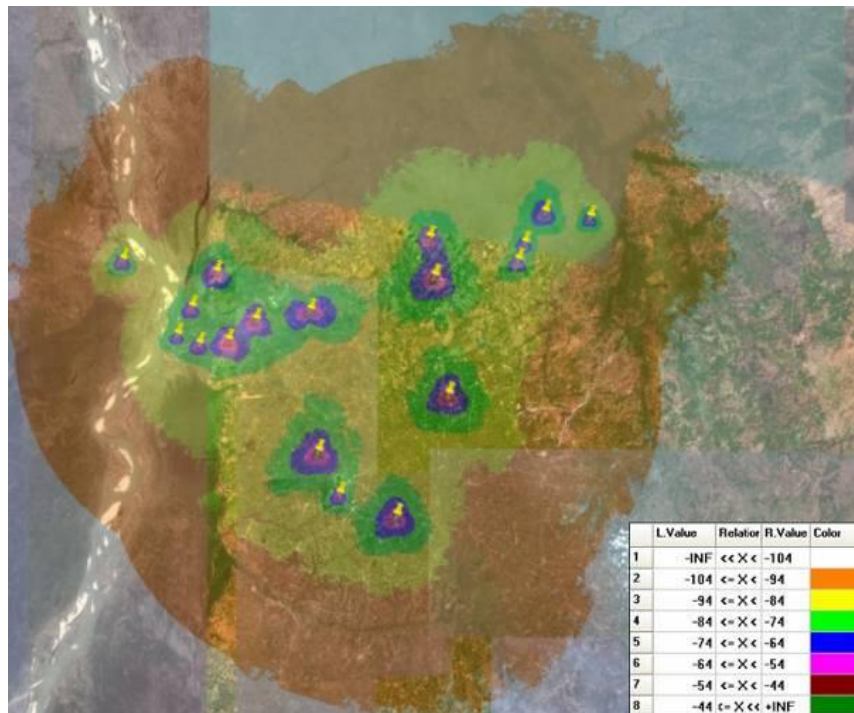 L.Value Relation R.Value Color
1 -INF << X < -104
2 -104 <= X < -94
3 -94 <= X < -84
4 -84 <= X < -74
5 -74 <= X < -64
6 -64 <= X < -54
7 -54 <= X < -44
8 -44 <= X << +INF